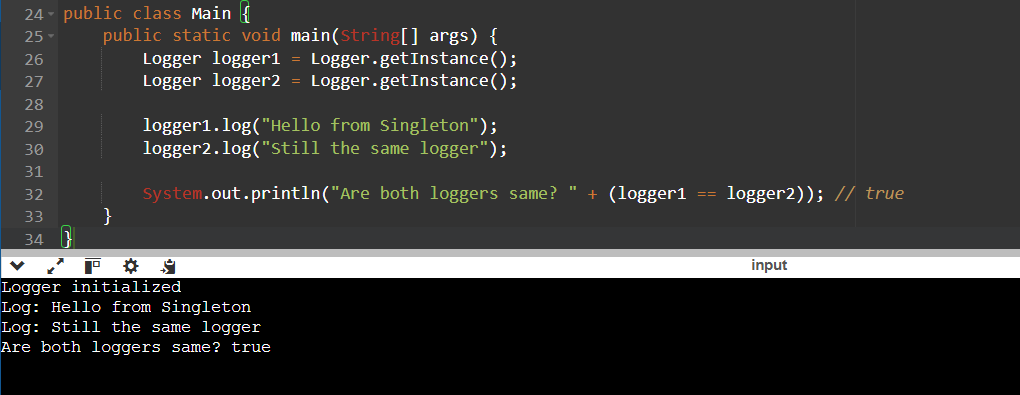 24 public class Main {
25 public static void main(String[] args) {
26 Logger logger1 = Logger.getInstance();
27 Logger logger2 = Logger.getInstance();
28
29 logger1.log("Hello from Singleton");
30 logger2.log("Still the same logger");
31
32 System.out.println("Are both loggers same? " + (logger1 == logger2)); // true
33 }
34 }
input
Logger initialized
Log: Hello from Singleton
Log: Still the same logger
Are both loggers same? true